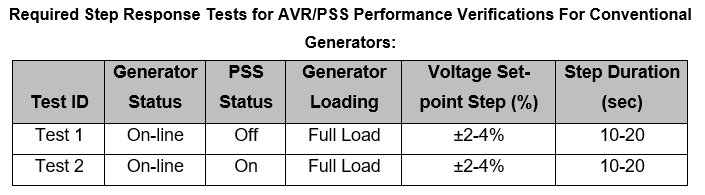 Required Step Response Tests for AVR/PSS Performance Verifications For Conventional
Generators:
Test ID Generator Status PSS Status Generator Loading Voltage Set-point Step (%) Step Duration (sec)
Test 1 On-line Off Full Load ±2-4% 10-20
Test 2 On-line On Full Load ±2-4% 10-20